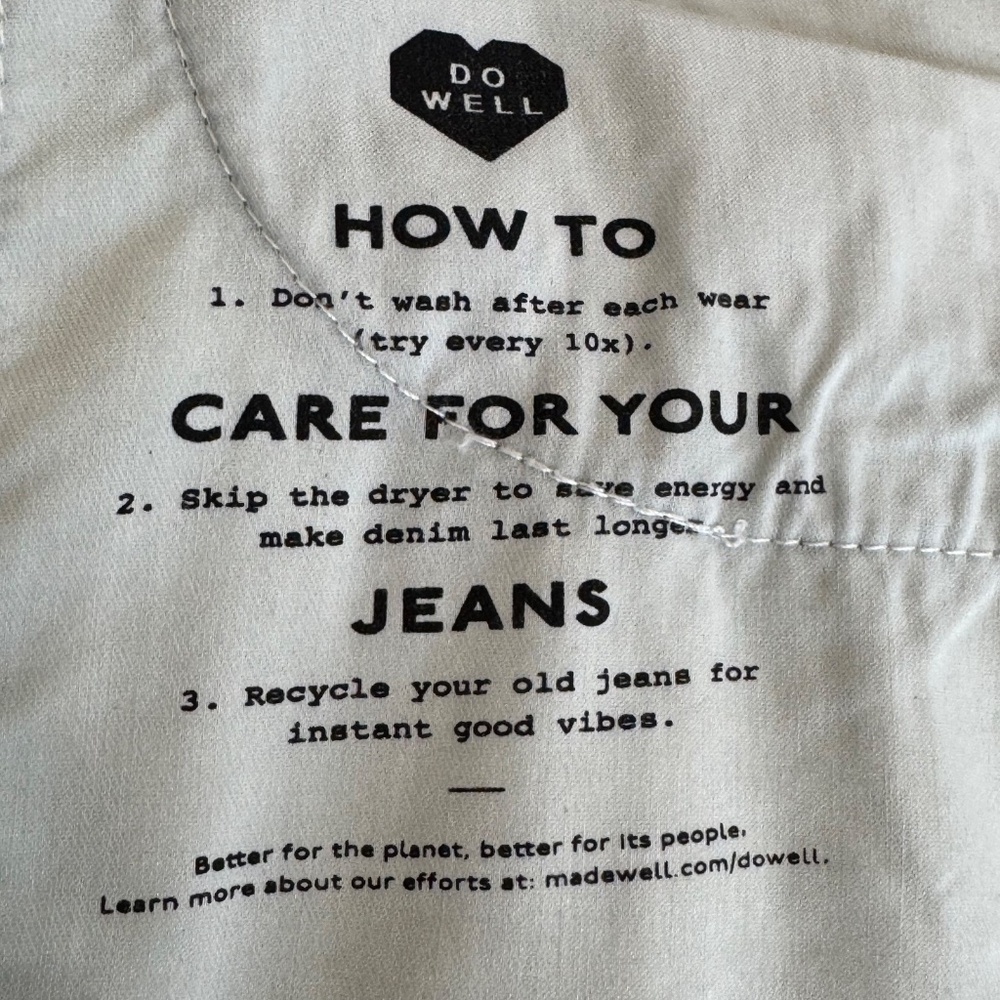 DO
WELL
HOW TO
1. Don't wash after each wear
(try every 10x).
CARE FOR YOUR
2. Skip the dryer to save energy and
make denim last longer.
JEANS
3. Recycle your old jeans for
instant good vibes.
Better for the planet, better for its people.
Learn more about our efforts at: madewell.com/dowell.